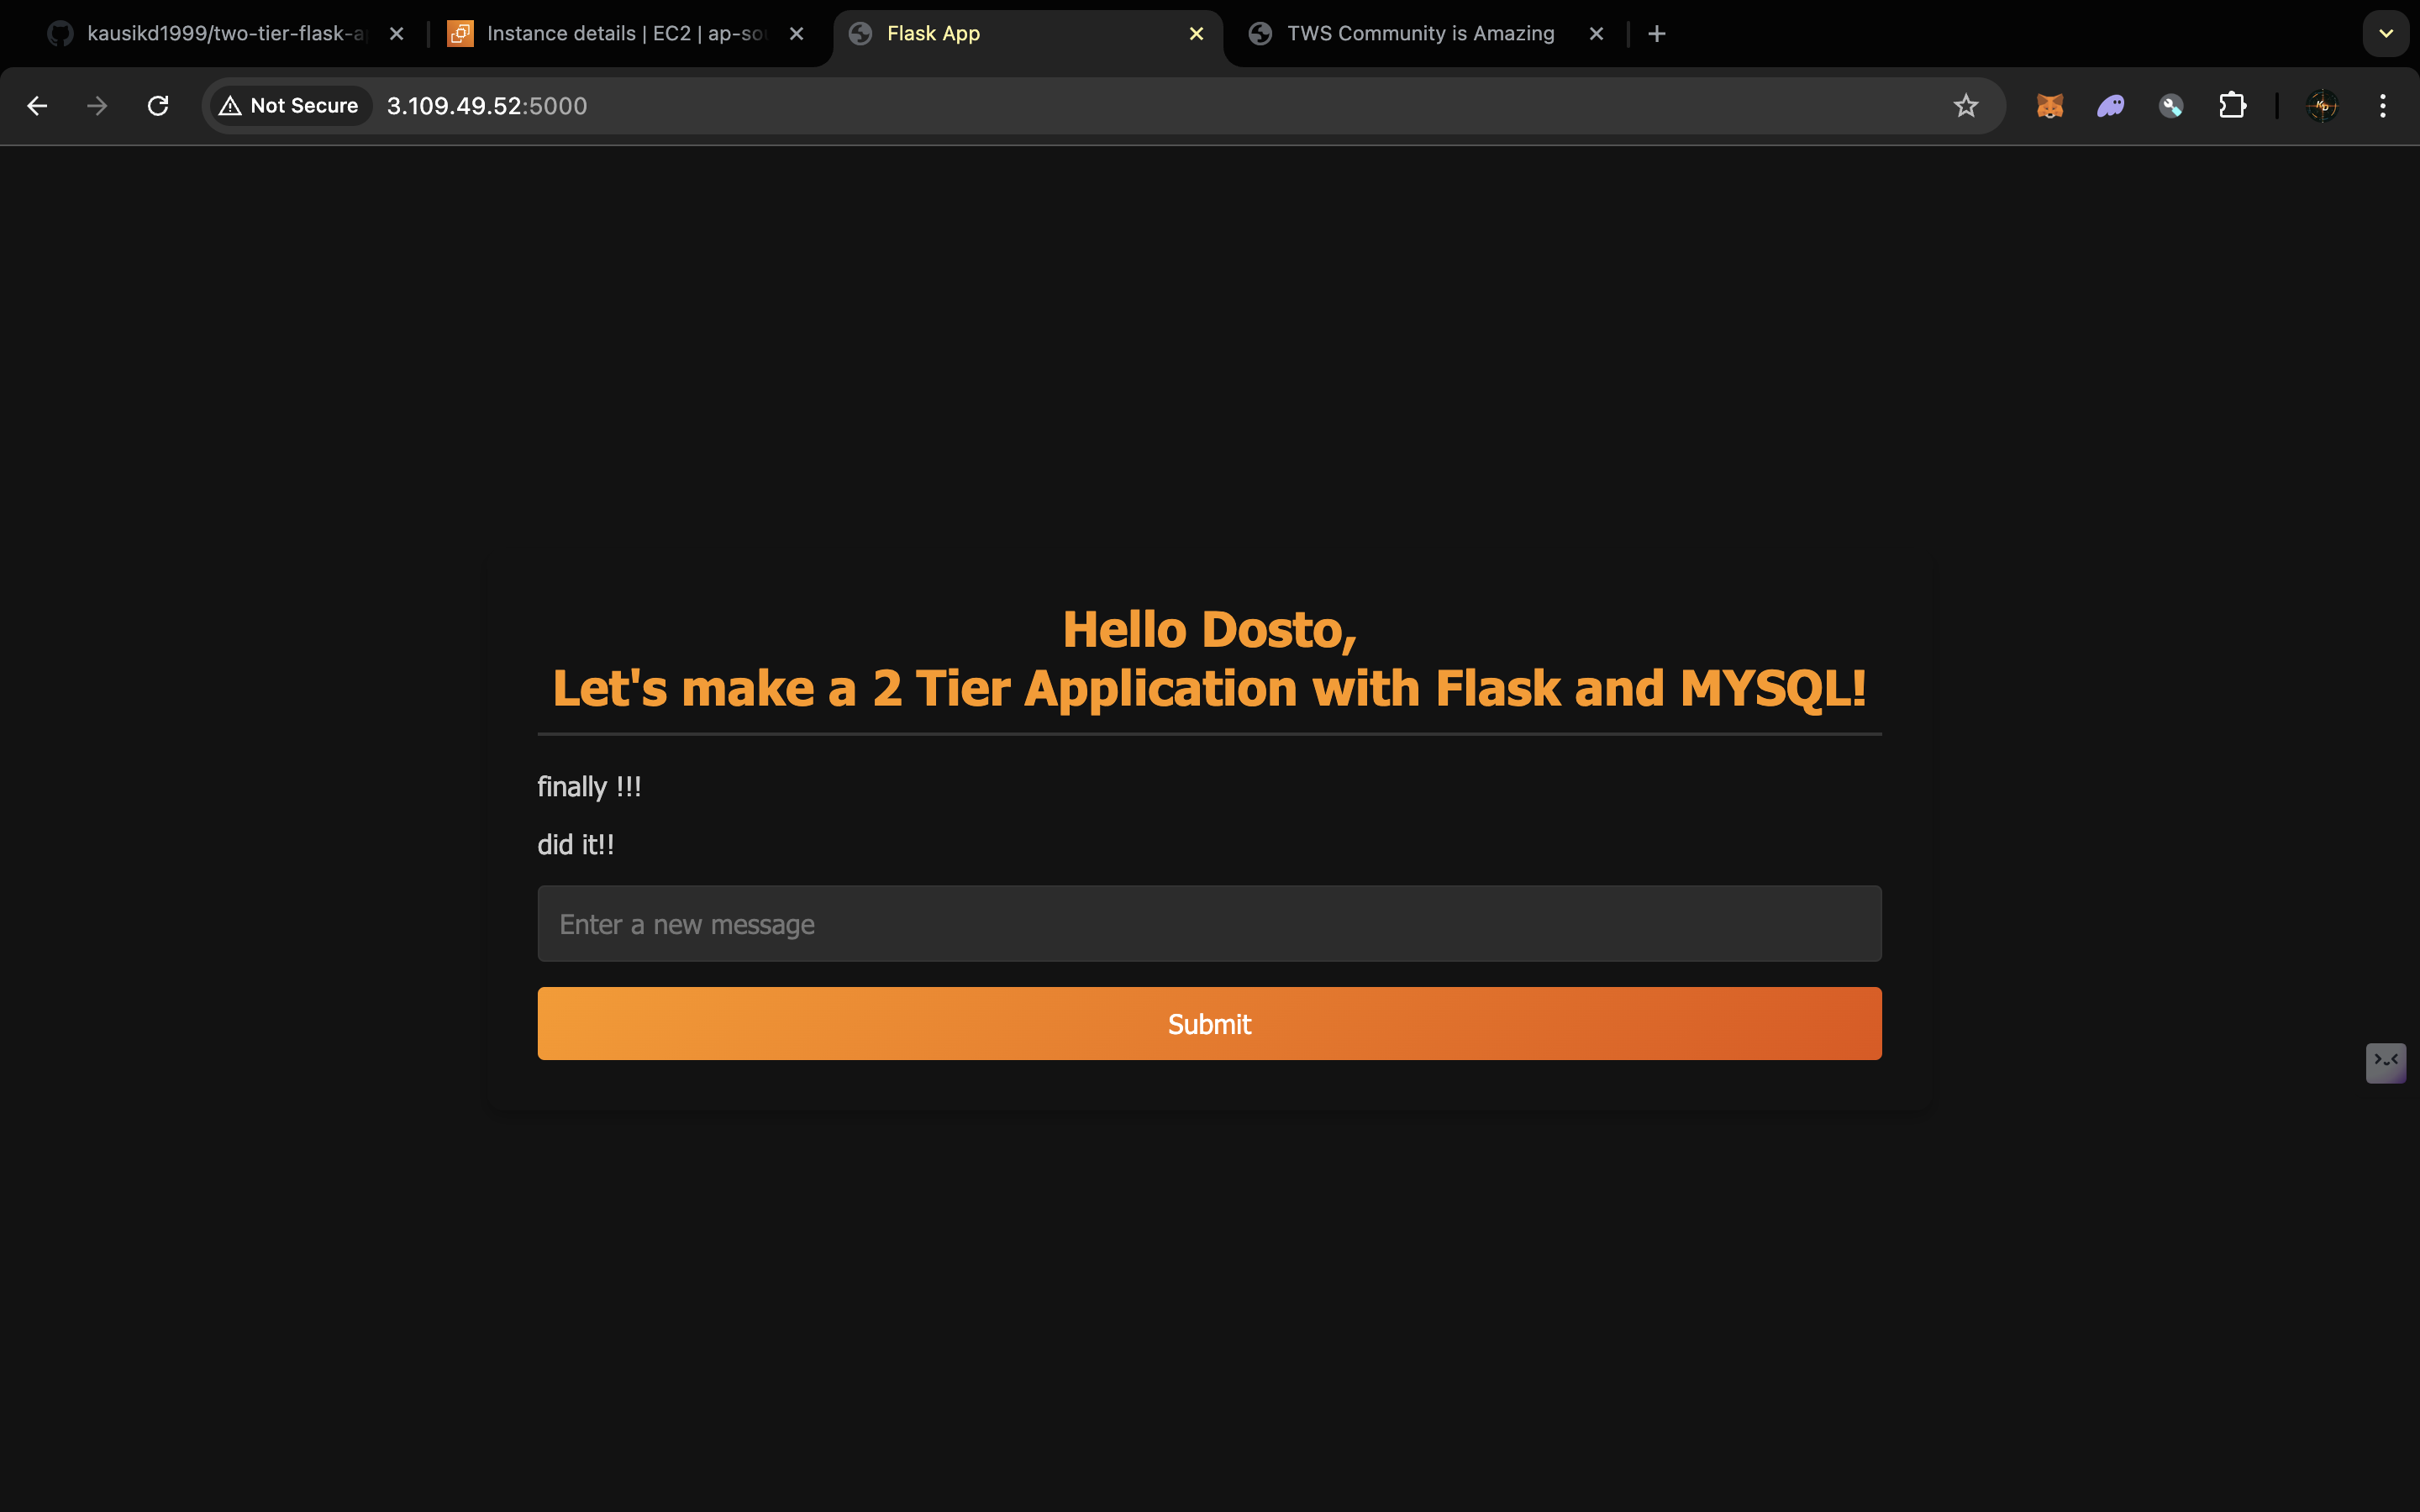 kausikd1999/two-tier-flask-a
Instance details | EC2 | ap-so
Flask App
TWS Community is Amazing
Not Secure
3.109.49.52:5000
Hello Dosto,
Let's make a 2 Tier Application with Flask and MYSQL!
finally !!!
did it!!
Enter a new message
Submit